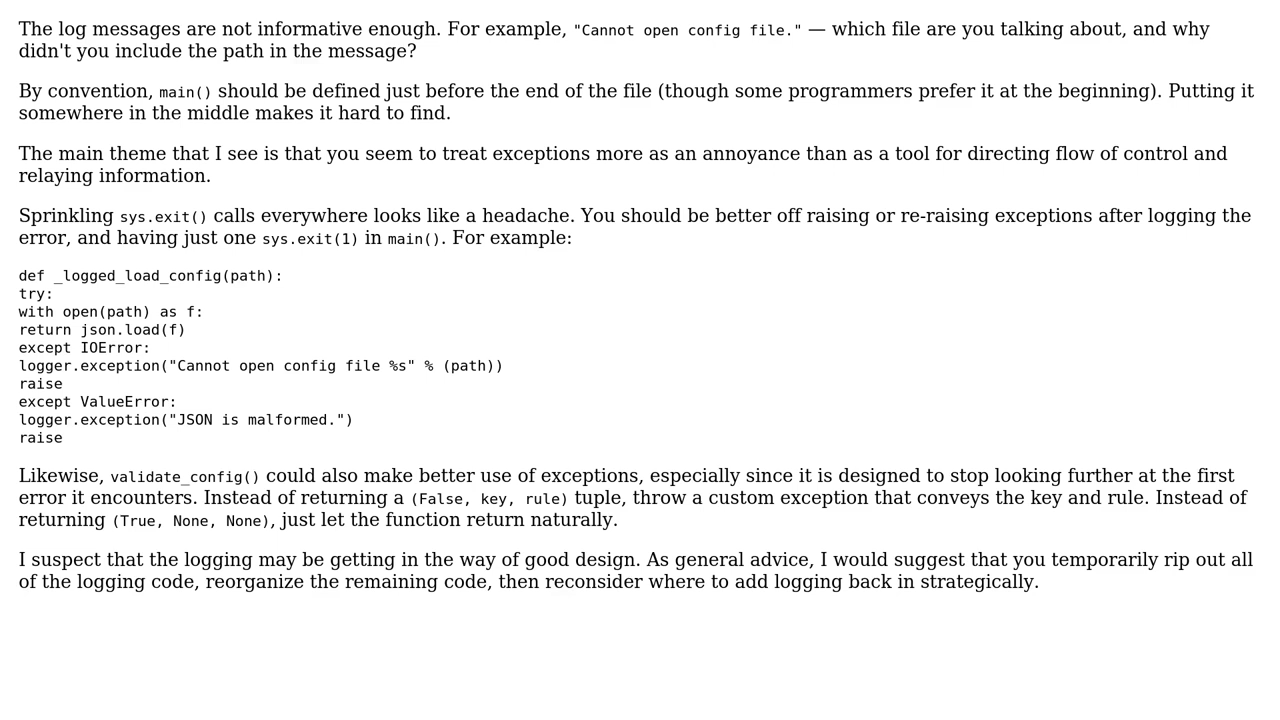 The log messages are not informative enough. For example, "Cannot open config file." — which file are you talking about, and why
didn't you include the path in the message?
By convention, main() should be defined just before the end of the file (though some programmers prefer it at the beginning). Putting it
somewhere in the middle makes it hard to find.
The main theme that I see is that you seem to treat exceptions more as an annoyance than as a tool for directing flow of control and
relaying information.
Sprinkling sys.exit() calls everywhere looks like a headache. You should be better off raising or re-raising exceptions after logging the
error, and having just one sys.exit(1) in main(). For example:
def _logged_load_config(path):
try:
with open(path) as f:
return json.load(f)
except IOError:
logger.exception("Cannot open config file %s" % (path))
raise
except ValueError:
logger.exception("JSON is malformed.")
raise
Likewise, validate_config() could also make better use of exceptions, especially since it is designed to stop looking further at the first
error it encounters. Instead of returning a (False, key, rule) tuple, throw a custom exception that conveys the key and rule. Instead of
returning (True, None, None), just let the function return naturally.
I suspect that the logging may be getting in the way of good design. As general advice, I would suggest that you temporarily rip out all
of the logging code, reorganize the remaining code, then reconsider where to add logging back in strategically.